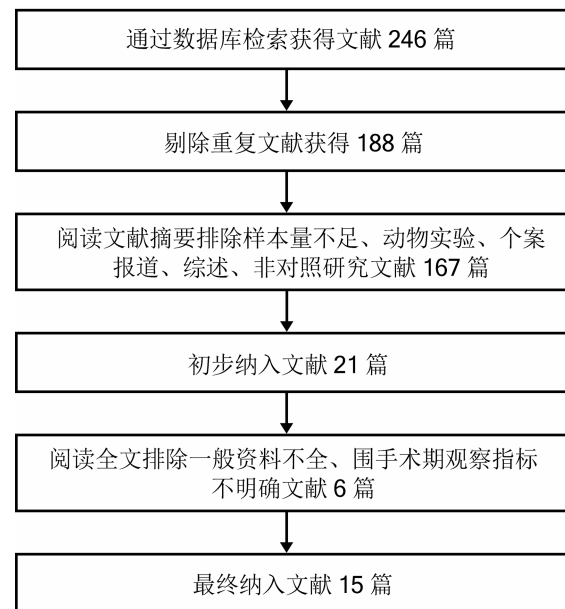 通过数据库检索获得文献 246 篇
剔除重复文献获得 188 篇
阅读文献摘要排除样本量不足、动物实验、个案
报道、综述、非对照研究文献 167 篇
初步纳入文献 21 篇
阅读全文排除一般资料不全、围手术期观察指标
不明确文献 6 篇
最终纳入文献 15 篇